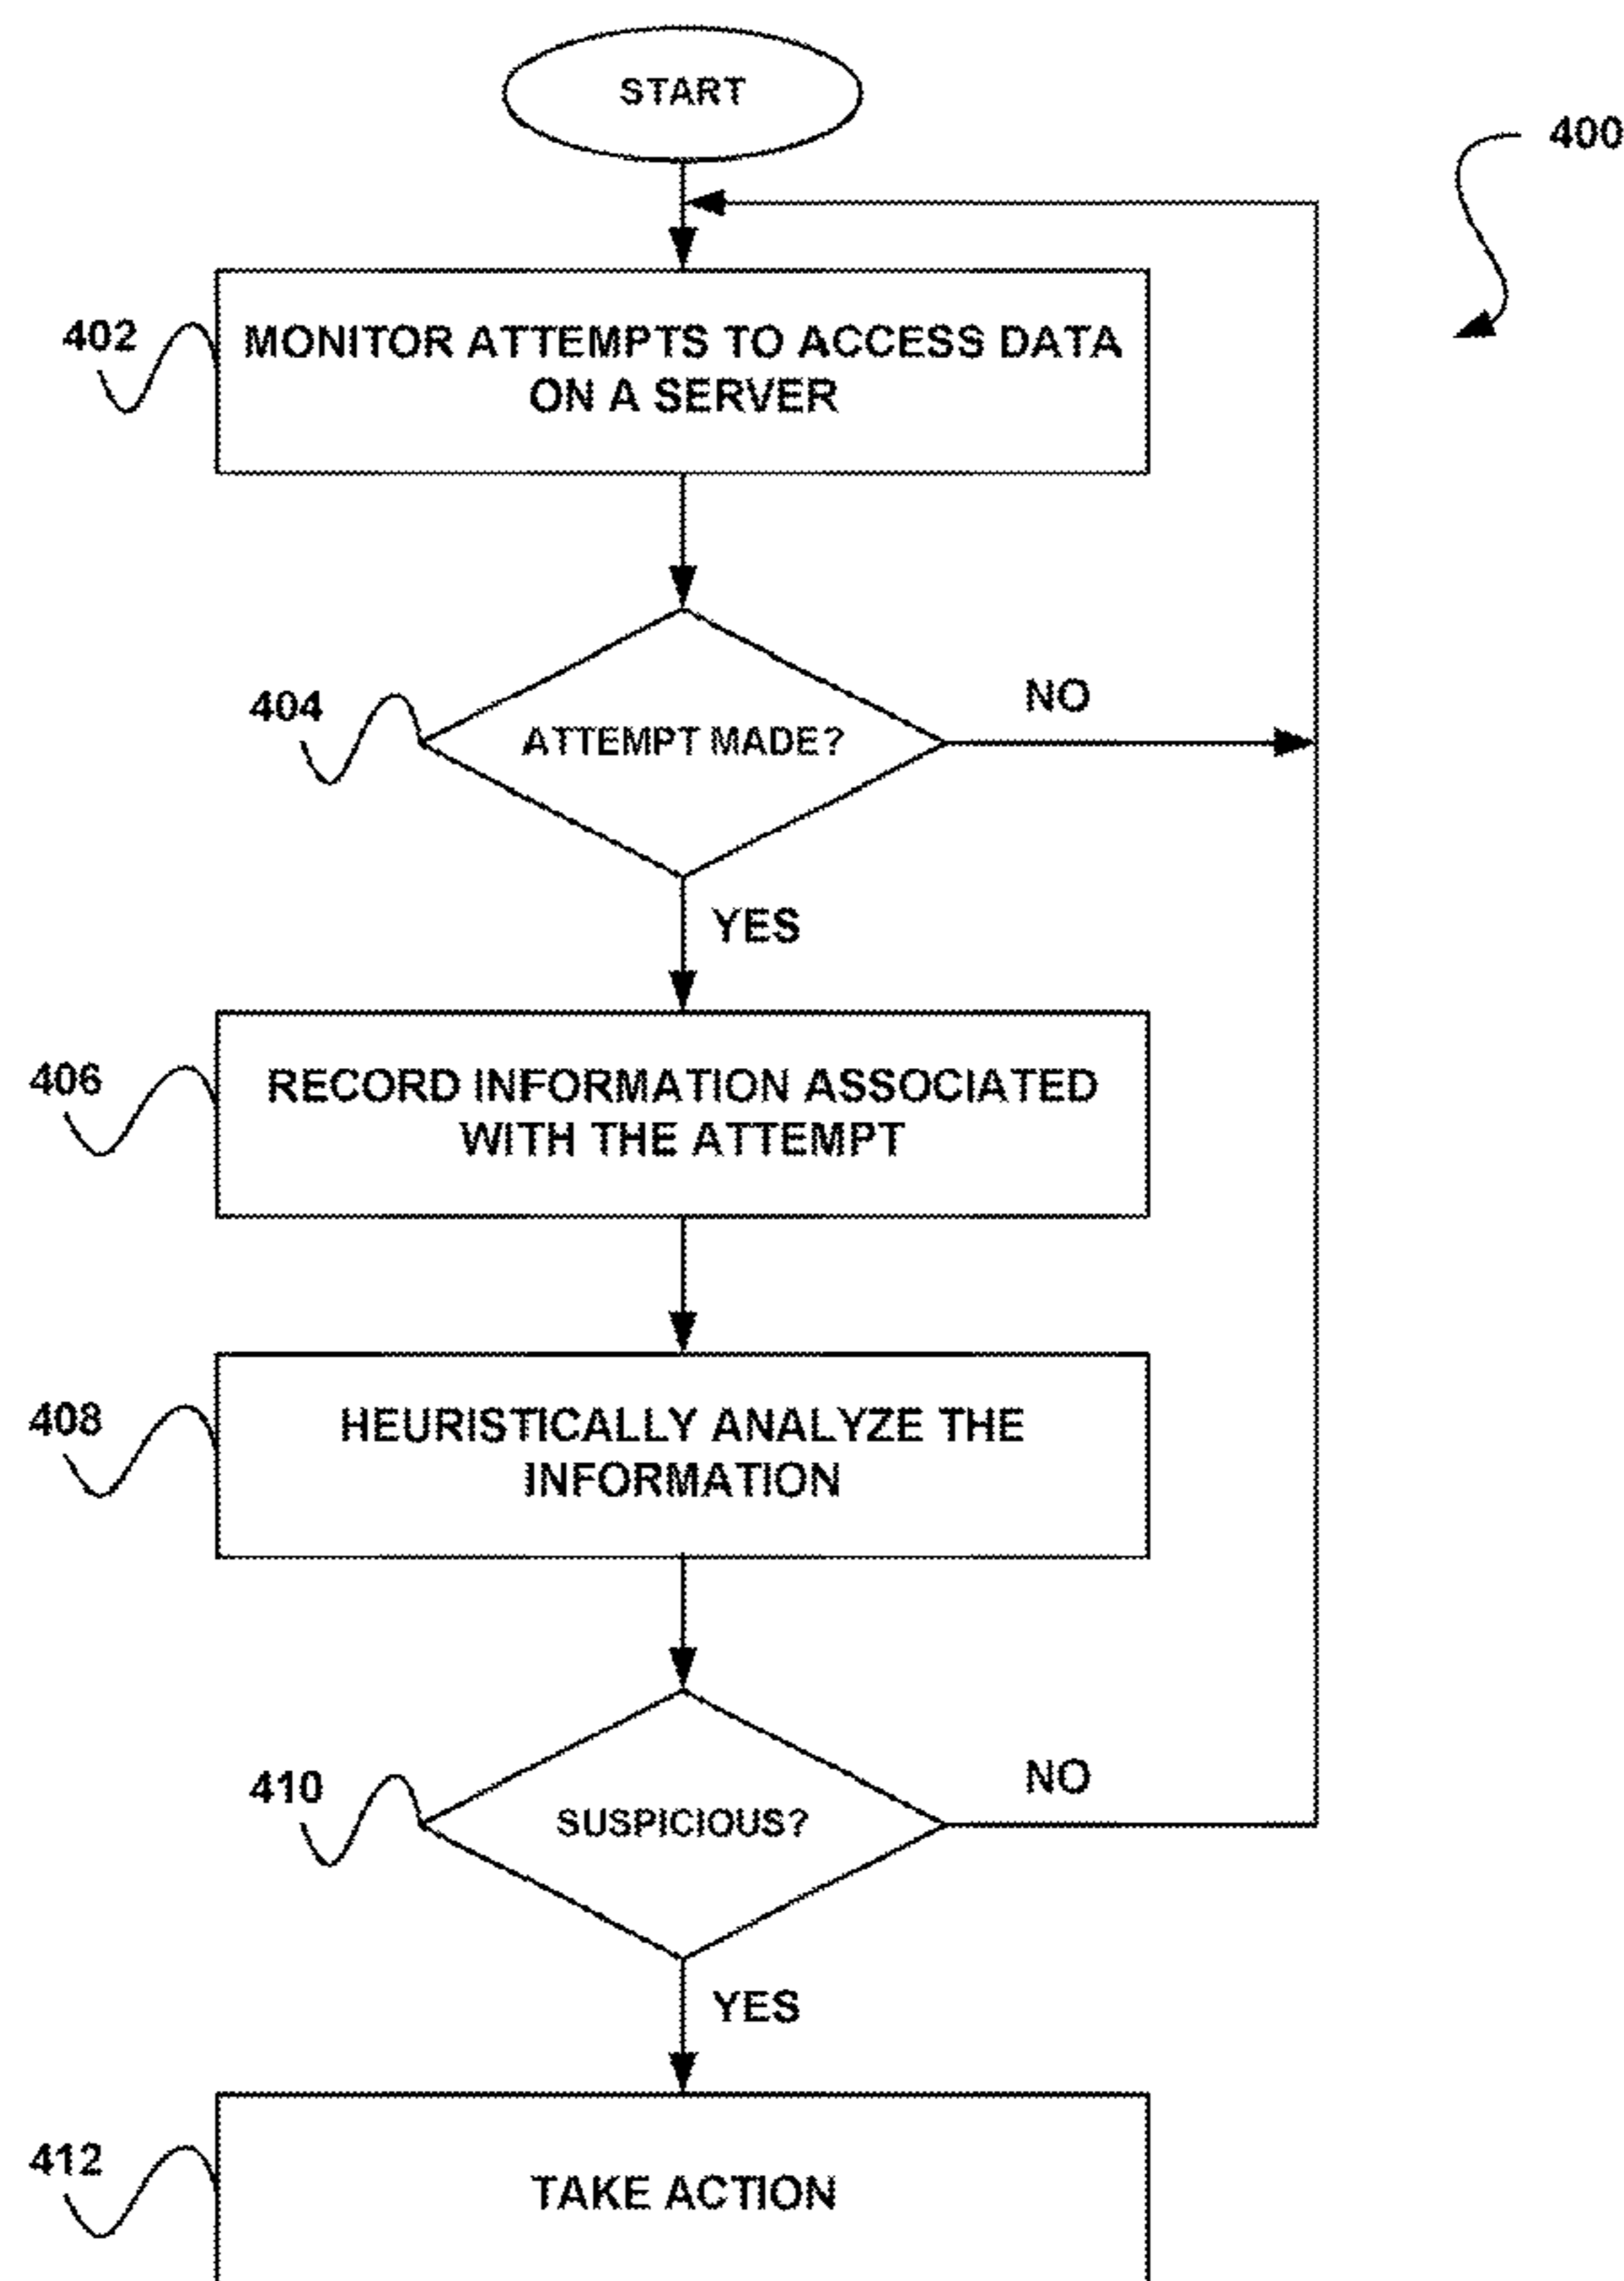 START
400
402
MONITOR ATTEMPTS TO ACCESS DATA
ON A SERVER
404
ATTEMPT MADE?
NO
YES
406
RECORD INFORMATION ASSOCIATED
WITH THE ATTEMPT
408
HEURISTICALLY ANALYZE THE
INFORMATION
410
SUSPICIOUS?
NO
YES
412
TAKE ACTION